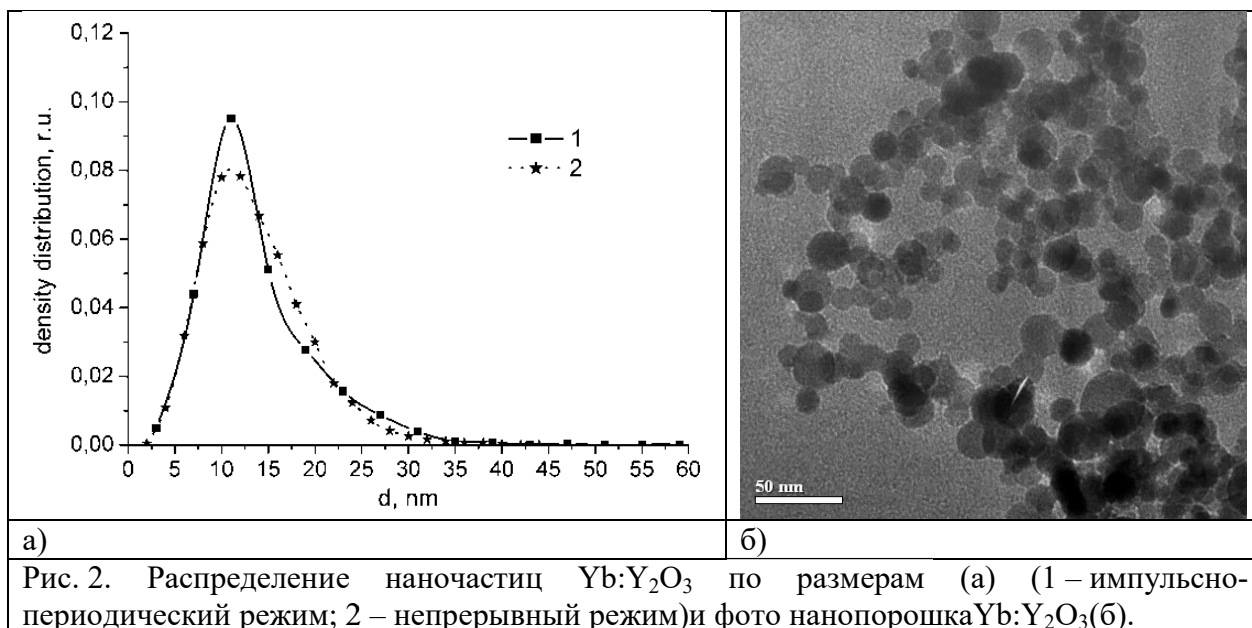 0,12
0,10
0,08
0,06
0,04
0,02
0,00
density distribution, r.u.
1
2
0 5 10 15 20 25 30 35 40 45 50 55 60
d, nm
50 nm
а)
б)
Рис. 2. Распределение наночастиц Yb:Y₂O₃ по размерам (а) (1 – импульсно-
периодический режим; 2 – непрерывный режим)и фото нанопорошкаYb:Y₂O₃(б).